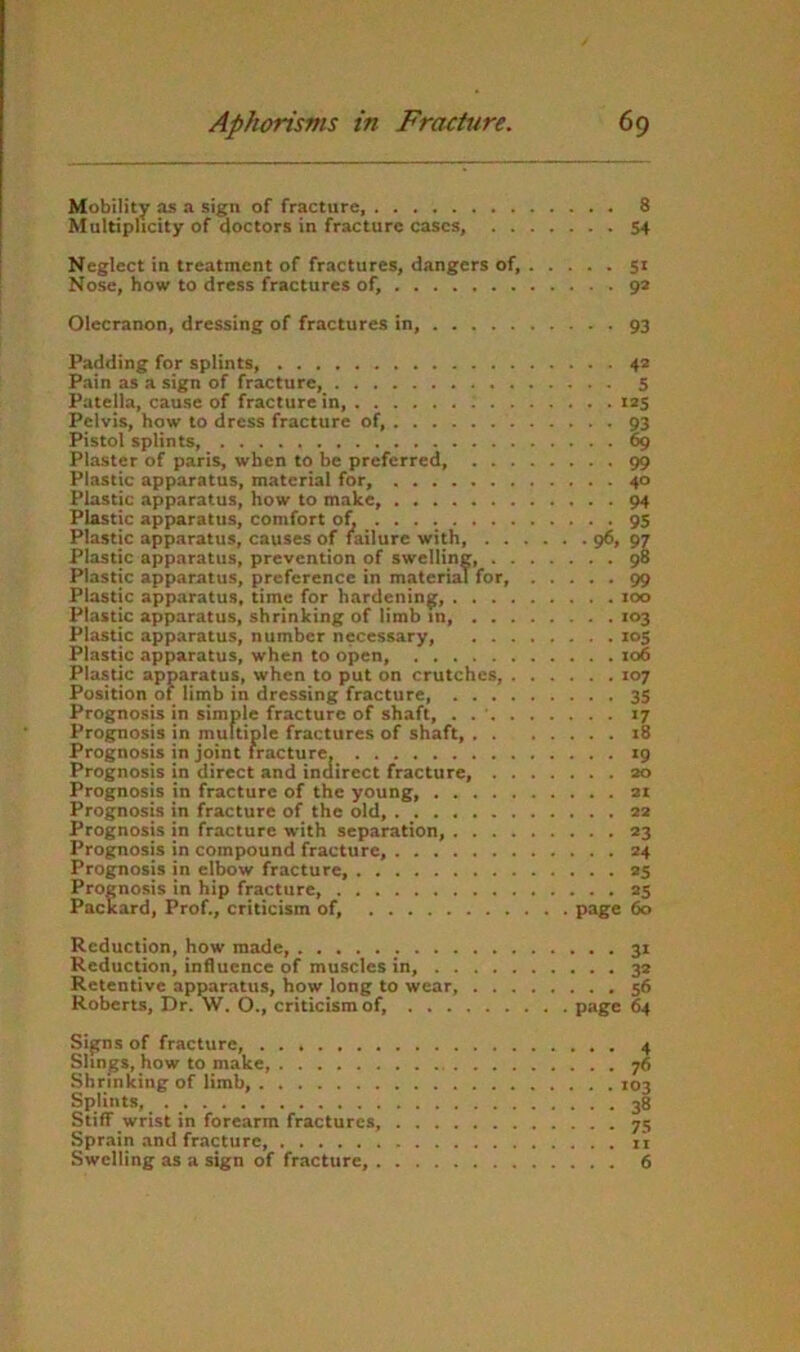 Aphorisms in Fracture. 69
Mobility as a sign of fracture, . . . . . . . . . . . . . . 8
Multiplicity of doctors in fracture cases, . . . . . . . . 54
Neglect in treatment of fractures, dangers of, . . . . . 51
Nose, how to dress fractures of, . . . . . . . . . . . . . 92
Olecranon, dressing of fractures in, . . . . . . . . . . . 93
Padding for splints, . . . . . . . . . . . . . . . . . . . 42
Pain as a sign of fracture, . . . . . . . . . . . . . . . . 5
Patella, cause of fracture in, . . . . . . . . . . . . . . 125
Pelvis, how to dress fracture of, . . . . . . . . . . . . . 93
Pistol splints, . . . . . . . . . . . . . . . . . . . . . . 69
Plaster of paris, when to be preferred, . . . . . . . . . 99
Plastic apparatus, material for, . . . . . . . . . . . . . 40
Plastic apparatus, how to make, . . . . . . . . . . . . . 94
Plastic apparatus, comfort of, . . . . . . . . . . . . . . 95
Plastic apparatus, causes of failure with, . . . . . . . 96, 97
Plastic apparatus, prevention of swelling, . . . . . . . . 98
Plastic apparatus, preference in material for, . . . . . 99
Plastic apparatus, time for hardening, . . . . . . . . . . 100
Plastic apparatus, shrinking of limb in, . . . . . . . . . 103
Plastic apparatus, number necessary, . . . . . . . . . 105
Plastic apparatus, when to open, . . . . . . . . . . . . 106
Plastic apparatus, when to put on crutches, . . . . . . . 107
Position of limb in dressing fracture, . . . . . . . . . . 35
Prognosis in simple fracture of shaft, . . . . . . . . . . 17
Prognosis in multiple fractures of shaft, . . . . . . . . 18
Prognosis in joint fracture, . . . . . . . . . . . . . . . 19
Prognosis in direct and indirect fracture, . . . . . . . . 20
Prognosis in fracture of the young, . . . . . . . . . . . 21
Prognosis in fracture of the old, . . . . . . . . . . . . . 22
Prognosis in fracture with separation, . . . . . . . . . . 23
Prognosis in compound fracture, . . . . . . . . . . . . . 24
Prognosis in elbow fracture, . . . . . . . . . . . . . . . 25
Prognosis in hip fracture, . . . . . . . . . . . . . . . . 25
Packard, Prof., criticism of, . . . . . . . . . . . . page 60
Reduction, how made, . . . . . . . . . . . . . . . . . . 31
Reduction, influence of muscles in, . . . . . . . . . . . 32
Retentive apparatus, how long to wear, . . . . . . . . . 56
Roberts, Dr. W. O., criticism of, . . . . . . . . . . page 64
Signs of fracture, . . . . . . . . . . . . . . . . . . . . 4
Slings, how to make, . . . . . . . . . . . . . . . . . . . 76
Shrinking of limb, . . . . . . . . . . . . . . . . . . . . 103
Splints, . . . . . . . . . . . . . . . . . . . . . . . . . 38
Stiff wrist in forearm fractures, . . . . . . . . . . . . . 75
Sprain and fracture, . . . . . . . . . . . . . . . . . . . 11
Swelling as a sign of fracture, . . . . . . . . . . . . . . 6